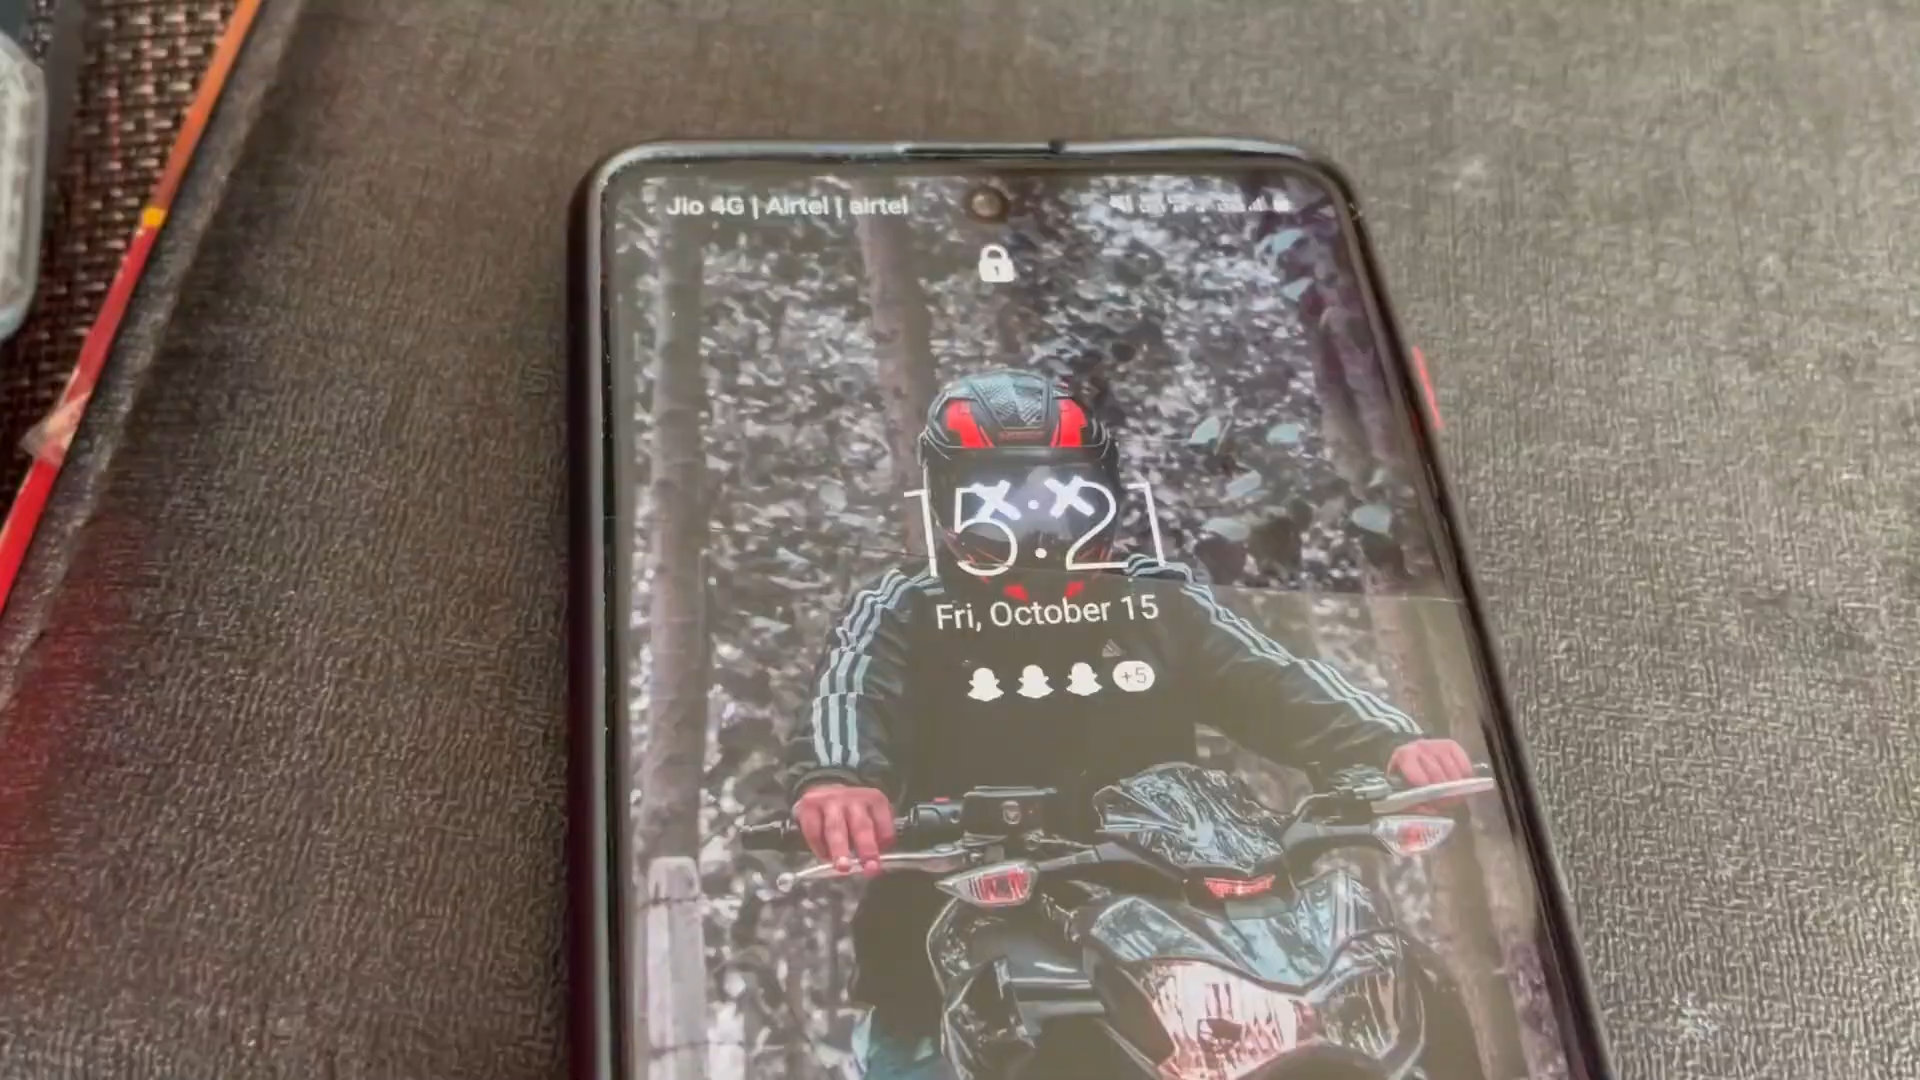 Jio 4G | Airtel | airtel
15:21
Fri, October 15
+5